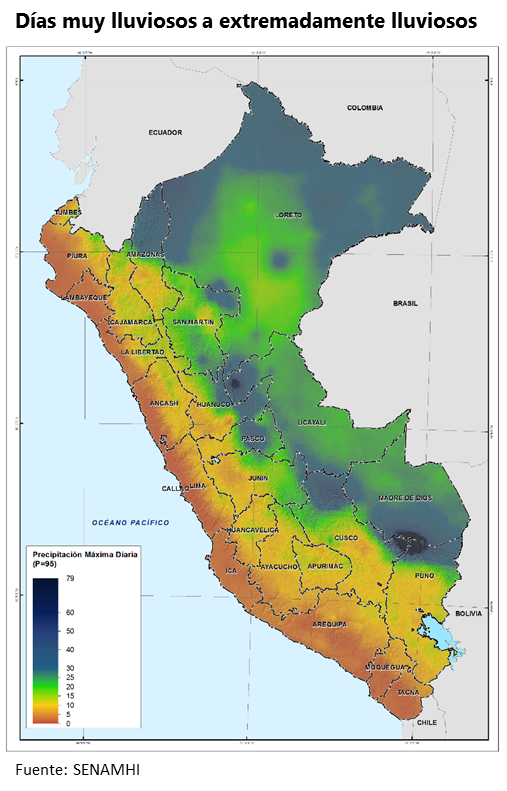 Días muy lluviosos a extremadamente lluviosos
COLOMBIA
ECUADOR
TUMBES
LORETO
PIURA
AMAZONAS
LAMBAYEQUE
BRASIL
CAJAMARCA
SAN MARTIN
LA LIBERTAD
ANCASH
HUANUCO
UCAYALI
PASCO
JUNIN
CALLAO
LIMA
MADRE DE DIOS
OCÉANO PACÍFICO
HUANCAVELICA
CUSCO
ICA
AYACUCHO
APURIMAC
PUNO
BOLIVIA
AREQUIPA
MOQUEGUA
TACNA
CHILE
Precipitación Máxima Diaria
(P=95)
79
60
50
40
30
25
20
15
10
5
0
Fuente: SENAMHI